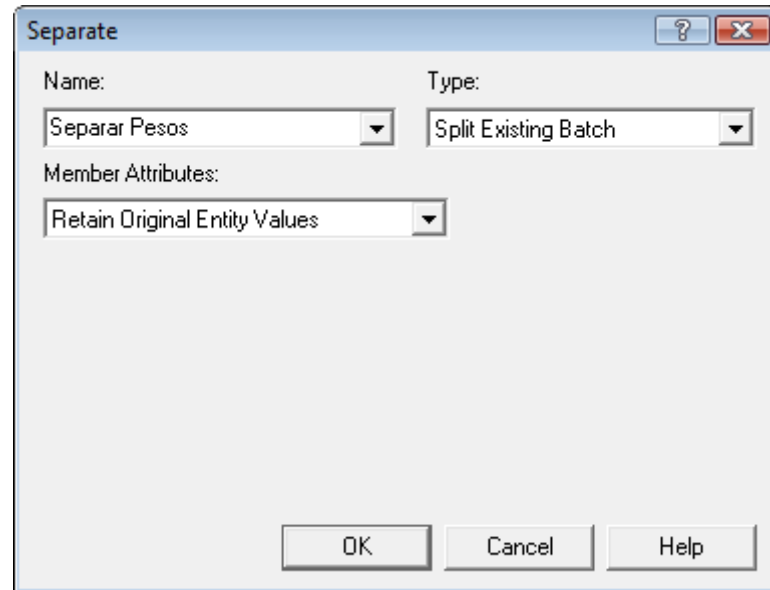 Separate
Name: Type:
Separar Pesos Split Existing Batch
Member Attributes:
Retain Original Entity Values
OK Cancel Help